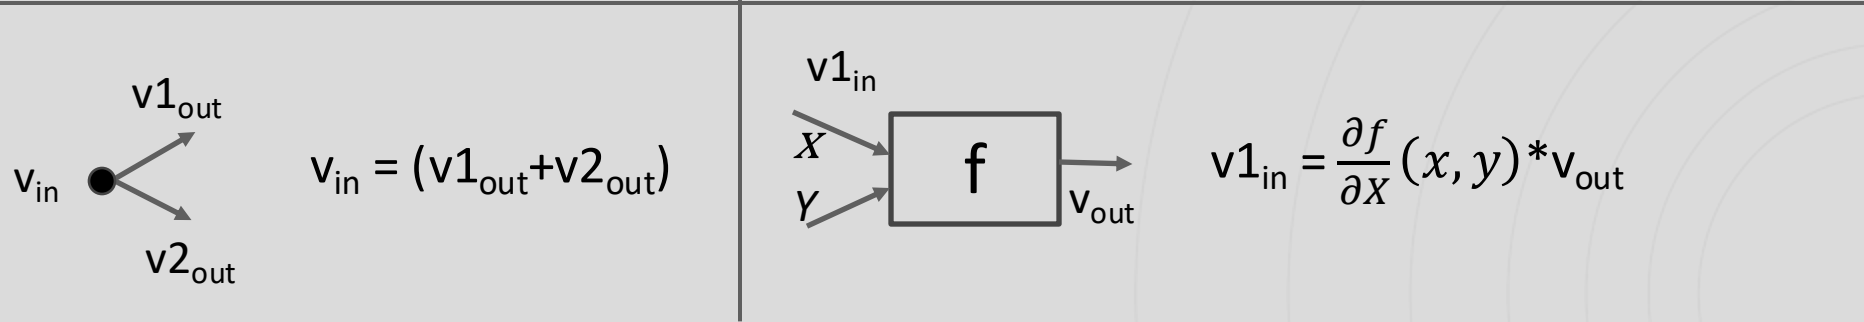 v1out
vin
v2out
vin = (v1out+v2out)
v1in
X
Y
f
vout
v1in = ∂f/∂X (x, y)*vout